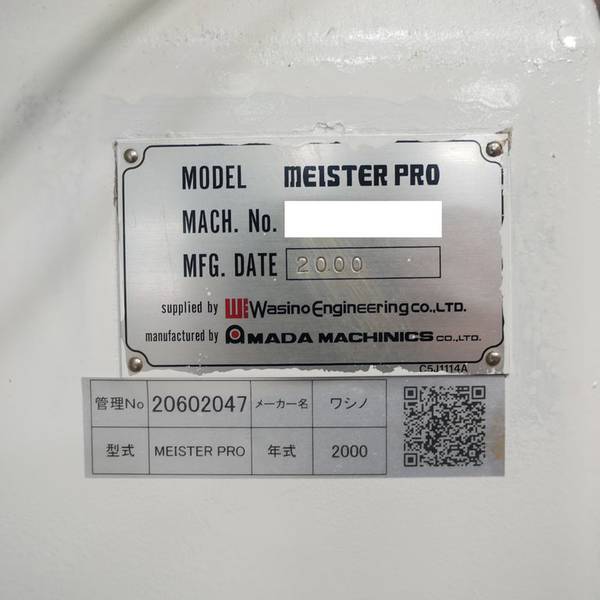 MODEL MEISTER PRO
MACH. No.
MFG. DATE 2000
supplied by WE Wasino Engineering CO.,LTD.
manufactured by AMADA MACHINICS CO.,LTD.
C5J1114A
管理No 20602047 メーカー名 ワシノ
型式 MEISTER PRO 年式 2000